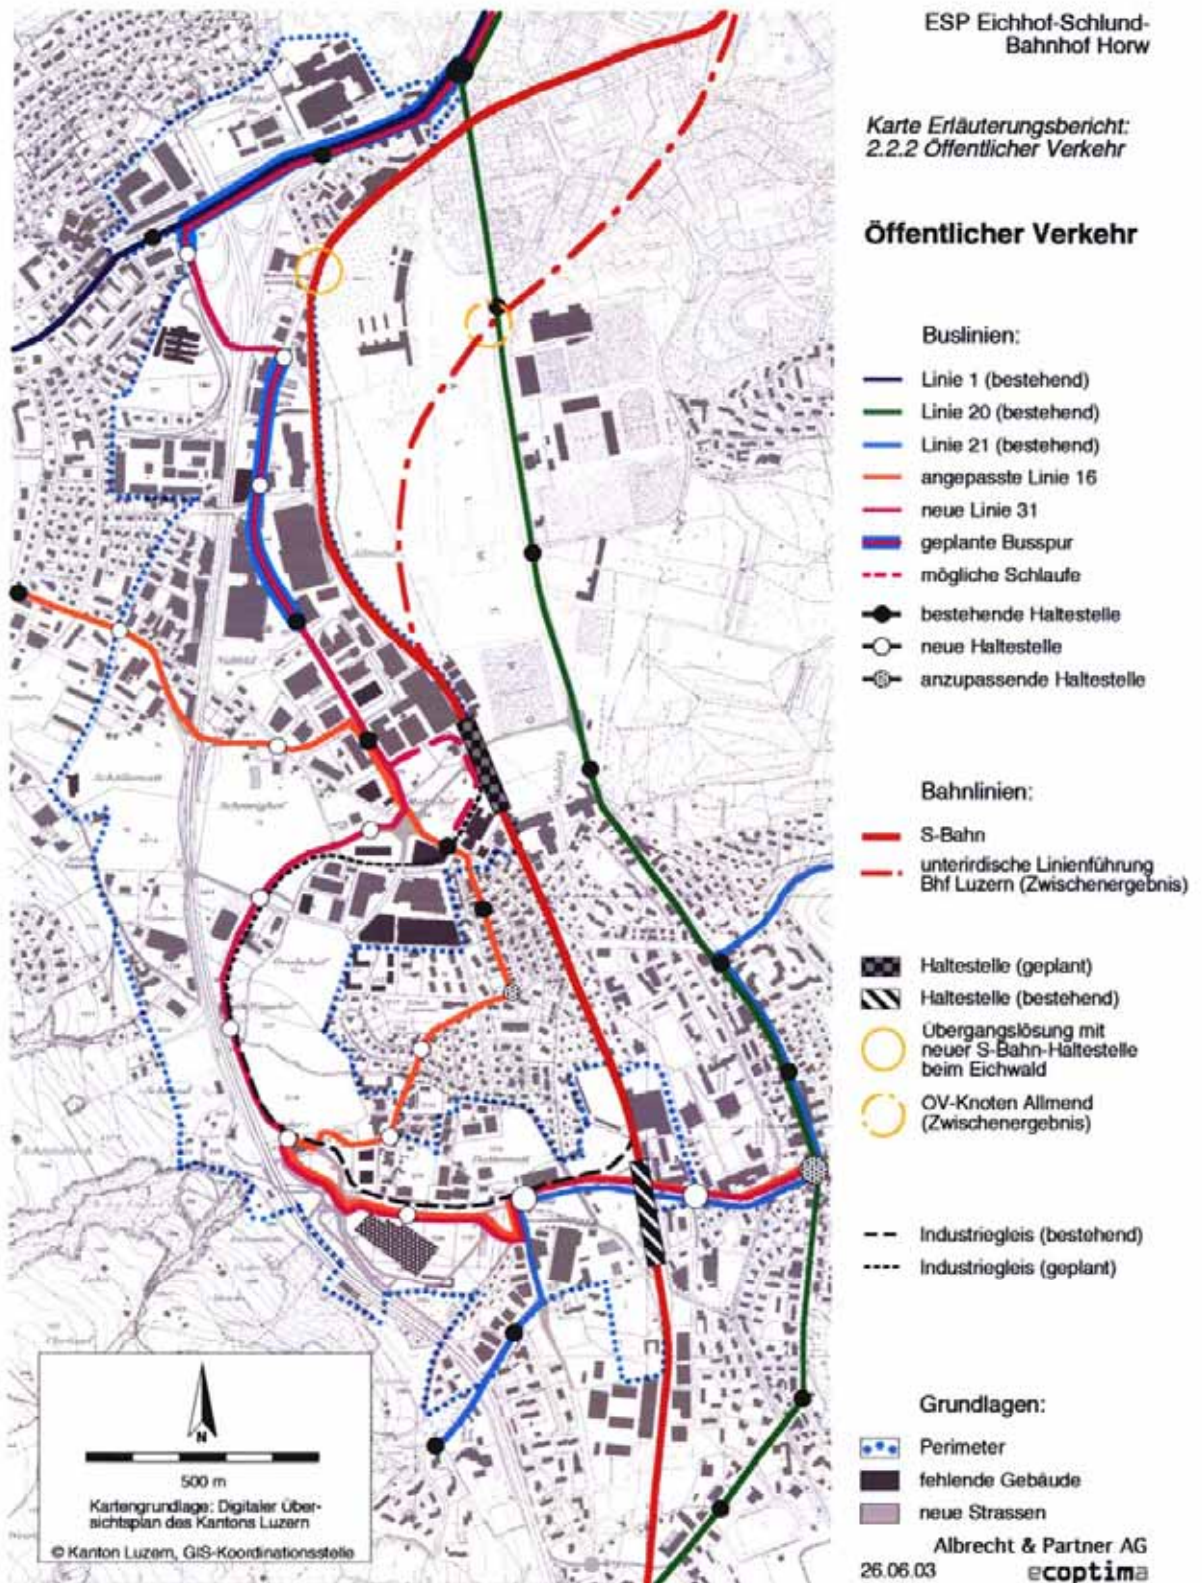 ESP Eichhof-Schlund-
Bahnhof Horw
Karte Erläuterungsbericht:
2.2.2 Öffentlicher Verkehr
Öffentlicher Verkehr
Buslinien:
Linie 1 (bestehend)
Linie 20 (bestehend)
Linie 21 (bestehend)
angepasste Linie 16
neue Linie 31
geplante Busspur
mögliche Schlaufe
bestehende Haltestelle
neue Haltestelle
anzupassende Haltestelle
Bahnlinien:
S-Bahn
unterirdische Linienführung
Bhf Luzern (Zwischenergebnis)
Haltestelle (geplant)
Haltestelle (bestehend)
Übergangslösung mit
neuer S-Bahn-Haltestelle
beim Eichwald
ÖV-Knoten Allmend
(Zwischenergebnis)
Industriegleis (bestehend)
Industriegleis (geplant)
Grundlagen:
Perimeter
fehlende Gebäude
neue Strassen
Albrecht & Partner AG
26.06.03 ecoptima
N
500 m
Kartengrundlage: Digitaler Über-
sichtsplan des Kantons Luzern
© Kanton Luzern, GIS-Koordinationsstelle